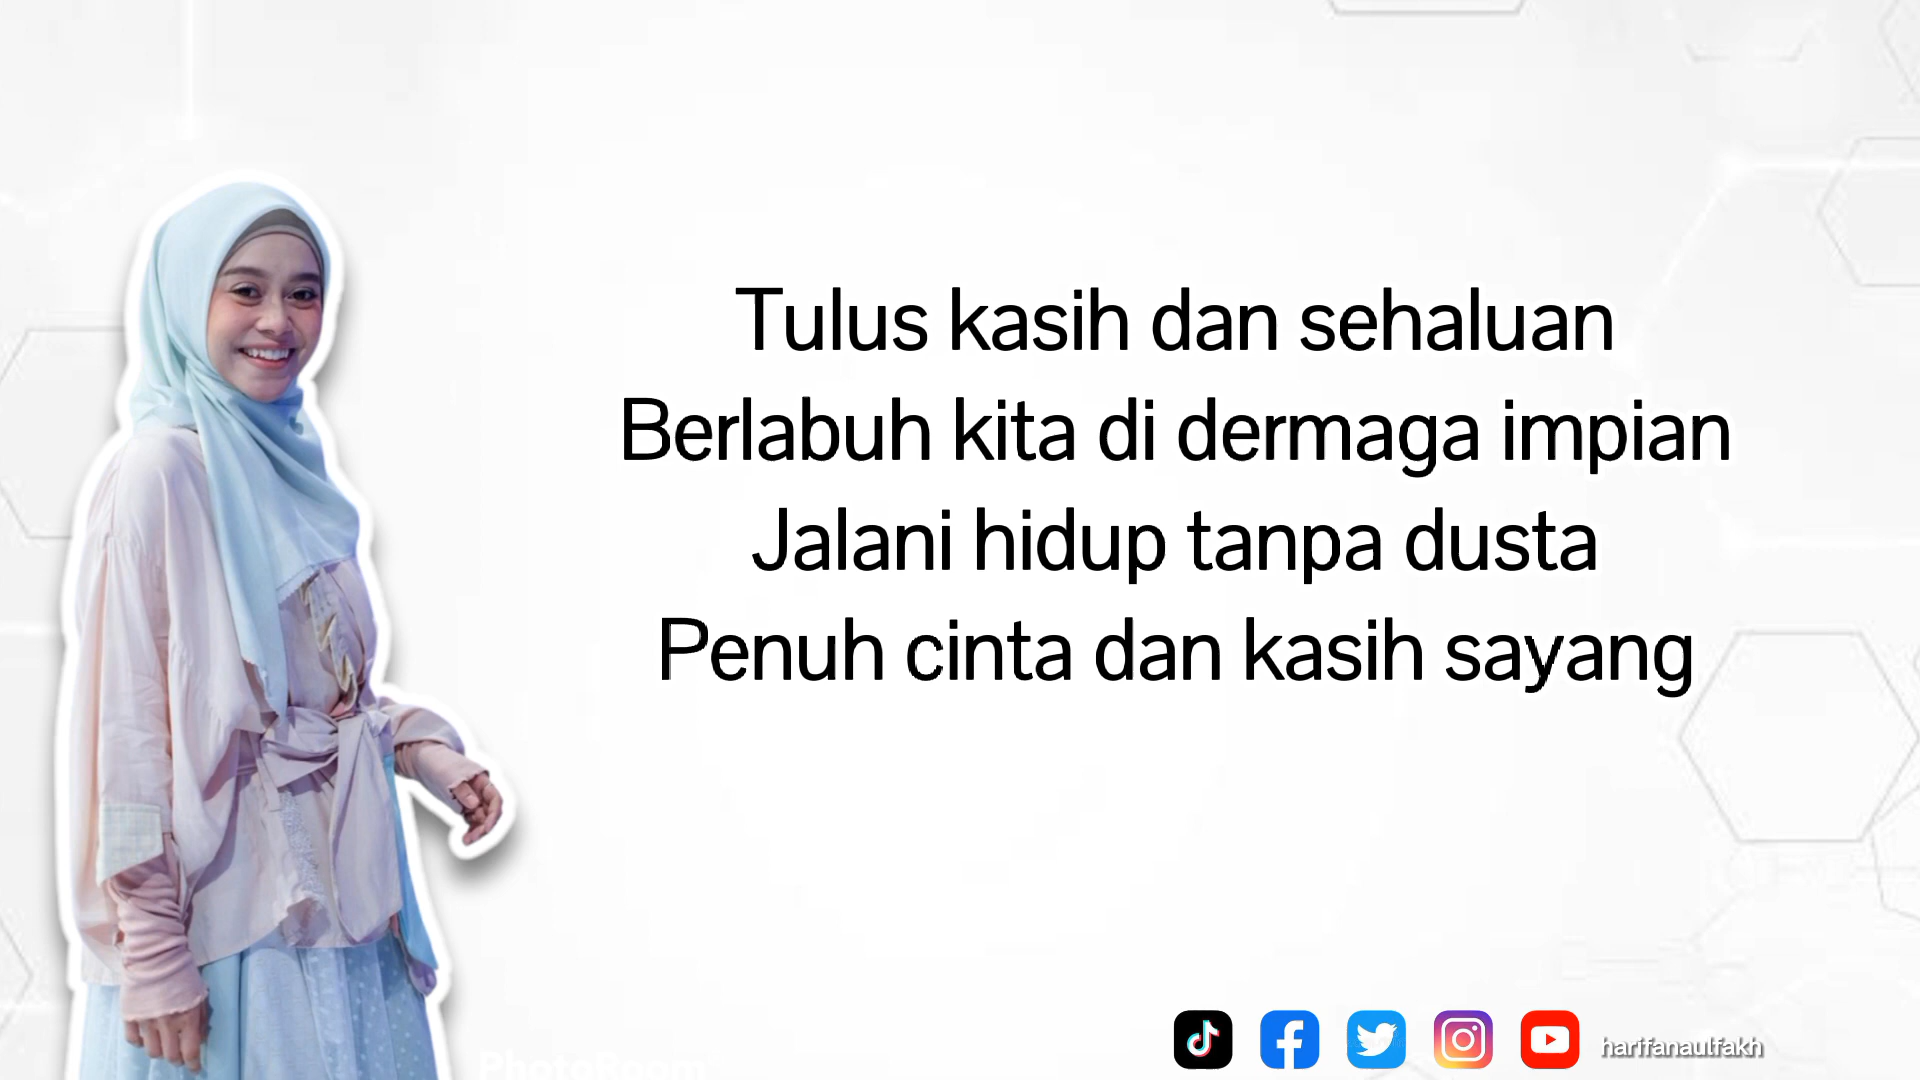 Tulus kasih dan sehaluan
Berlabuh kita di dermaga impian
Jalani hidup tanpa dusta
Penuh cinta dan kasih sayang
harifanaulfakh
PhotoRoom